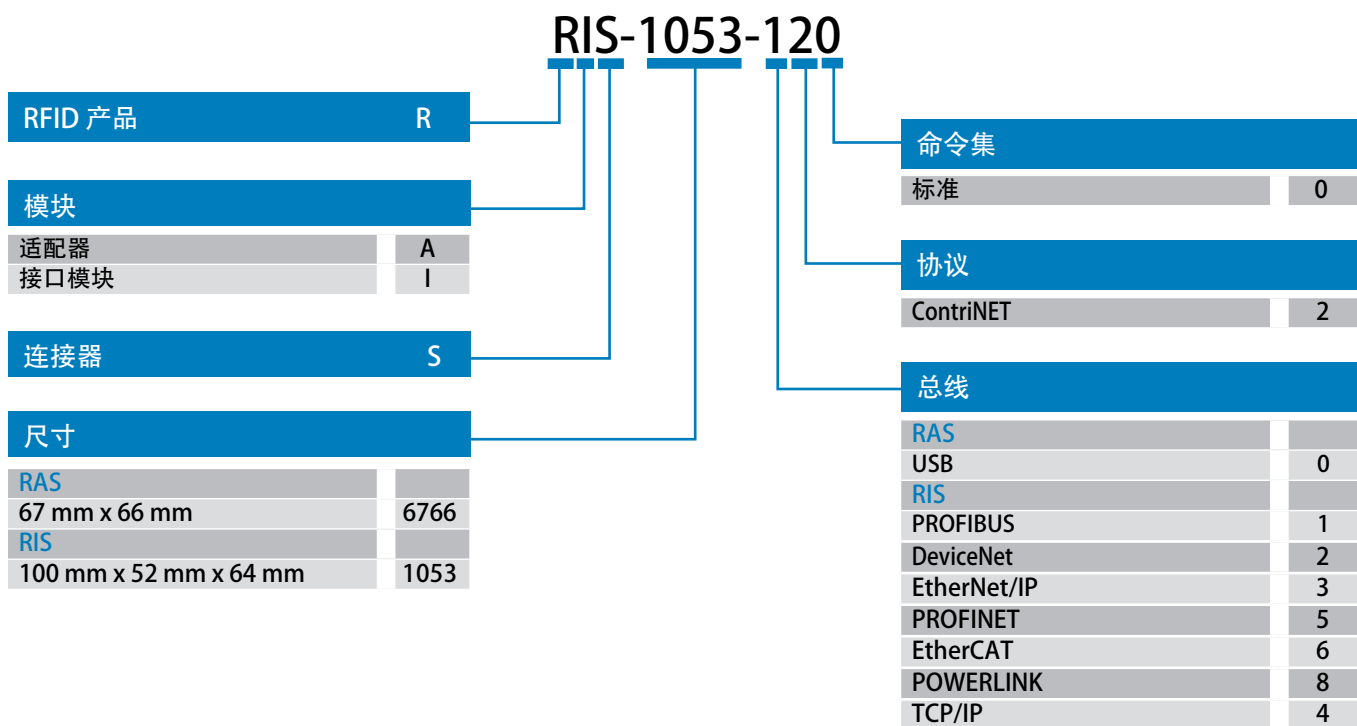 RIS-1053-120
RFID 产品 R
模块
适配器 A
接口模块 I
连接器 S
尺寸
RAS
67 mm x 66 mm 6766
RIS
100 mm x 52 mm x 64 mm 1053
命令集
标准 0
协议
ContriNET 2
总线
RAS
USB 0
RIS
PROFIBUS 1
DeviceNet 2
EtherNet/IP 3
PROFINET 5
EtherCAT 6
POWERLINK 8
TCP/IP 4